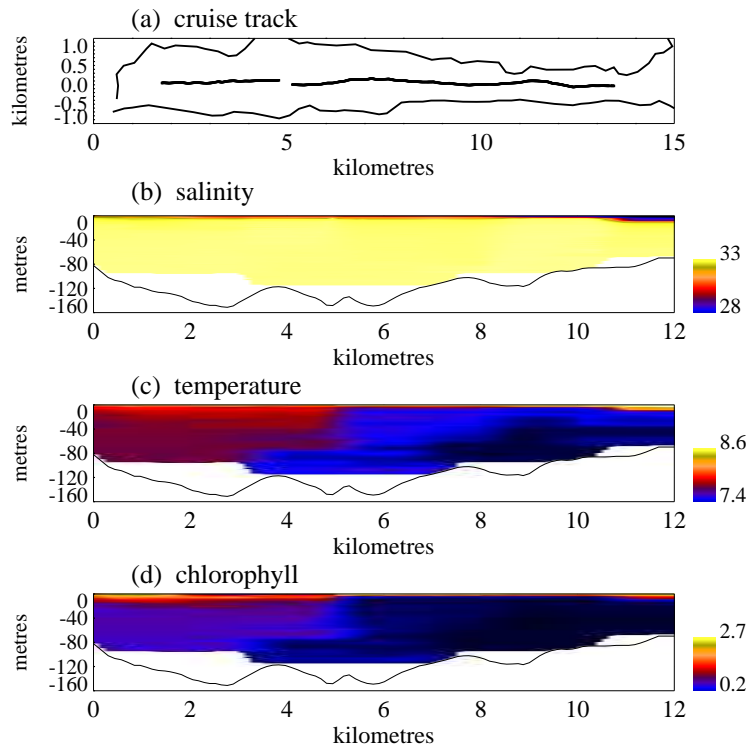 (a) cruise track
kilometres
1.0
0.5
0.0
-0.5
-1.0
0 5 10 15
kilometres
(b) salinity
metres
0
-40
-80
-120
-160
33
28
0 2 4 6 8 10 12
kilometres
(c) temperature
metres
0
-40
-80
-120
-160
8.6
7.4
0 2 4 6 8 10 12
kilometres
(d) chlorophyll
metres
0
-40
-80
-120
-160
2.7
0.2
0 2 4 6 8 10 12
kilometres